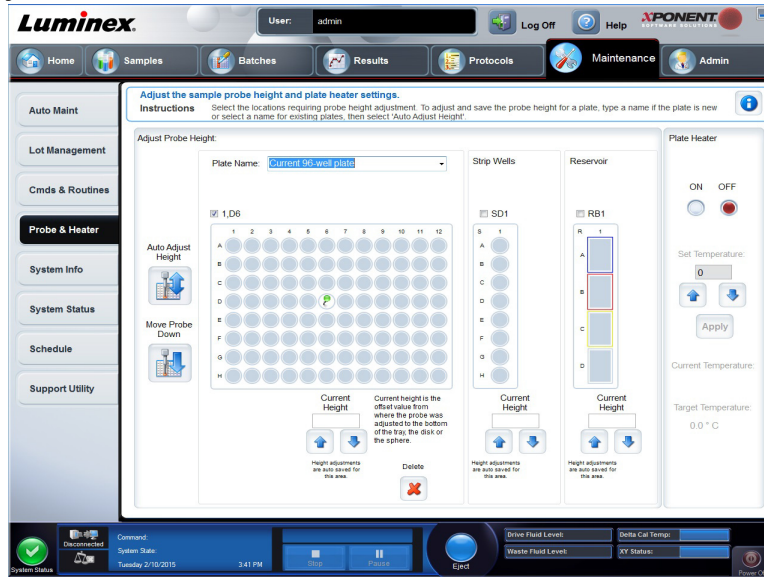 Luminex.
User: admin
Log Off
Help
XPONENT.
SOFTWARE SOLUTIONS
Home
Samples
Batches
Results
Protocols
Maintenance
Admin
Auto Maint
Lot Management
Cmds & Routines
Probe & Heater
System Info
System Status
Schedule
Support Utility
Adjust the sample probe height and plate heater settings.
Instructions Select the locations requiring probe height adjustment. To adjust and save the probe height for a plate, type a name if the plate is new
or select a name for existing plates, then select 'Auto Adjust Height'.
Adjust Probe Height:
Plate Name: Current 96-well plate
1,D6
1 2 3 4 5 6 7 8 9 10 11 12
A
B
C
D
E
F
G
H
Auto Adjust
Height
Move Probe
Down
Current
Height
Height adjustments
are auto saved for
this area.
Current height is the
offset value from
where the probe was
adjusted to the bottom
of the tray, the disk or
the sphere.
Delete
Strip Wells
SD1
S 1
A
B
C
D
E
F
G
H
Current
Height
Height adjustments
are auto saved for
this area.
Reservoir
RB1
R 1
A
B
C
D
Current
Height
Height adjustments
are auto saved for
this area.
Plate Heater
ON OFF
Set Temperature:
0
Apply
Current Temperature:
Target Temperature:
0.0 ° C
System Status
Disconnected
Command:
System State:
Tuesday 2/10/2015 3:41 PM
Stop
Pause
Eject
Drive Fluid Level:
Waste Fluid Level:
Delta Cal Temp:
XY Status: